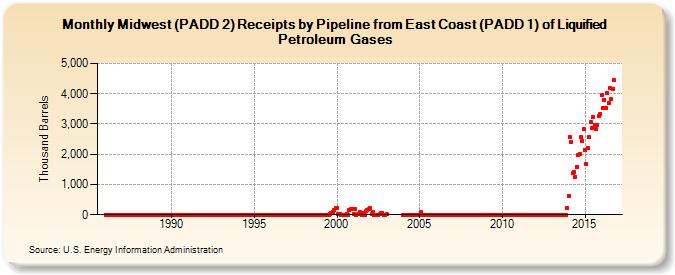 Monthly Midwest (PADD 2) Receipts by Pipeline from East Coast (PADD 1) of Liquified
Petroleum Gases
Thousand Barrels
5,000
4,000
3,000
2,000
1,000
0
1990 1995 2000 2005 2010 2015
Source: U.S. Energy Information Administration